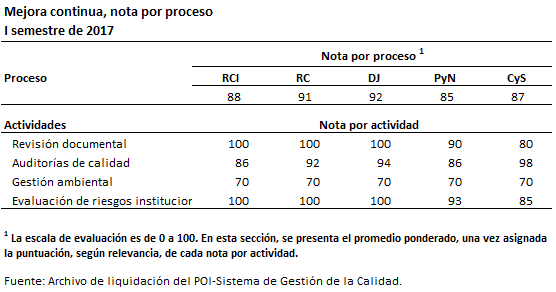 Mejora continua, nota por proceso
I semestre de 2017
Nota por proceso 1
Proceso RCI RC DJ PyN CyS
88 91 92 85 87
Actividades Nota por actividad
Revisión documental 100 100 100 90 80
Auditorías de calidad 86 92 94 86 98
Gestión ambiental 70 70 70 70 70
Evaluación de riesgos institucior 100 100 100 93 85
1 La escala de evaluación es de 0 a 100. En esta sección, se presenta el promedio ponderado, una vez asignada
la puntuación, según relevancia, de cada nota por actividad.
Fuente: Archivo de liquidación del POI-Sistema de Gestión de la Calidad.